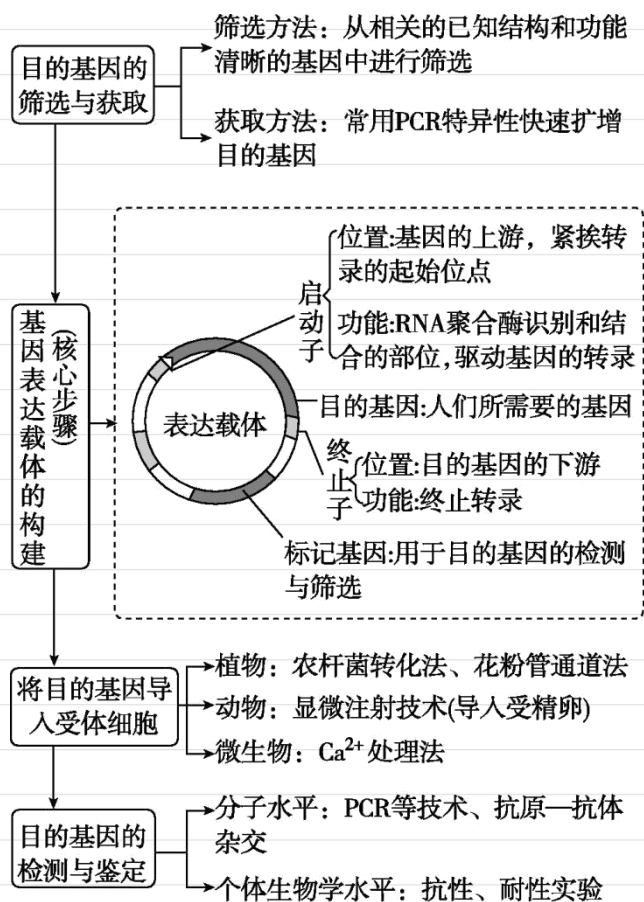 目的基因的
筛选与获取
筛选方法：从相关的已知结构和功能
清晰的基因中进行筛选
获取方法：常用PCR特异性快速扩增
目的基因
基因表达载体的构建
(核心步骤)
表达载体
启动子
位置:基因的上游，紧挨转
录的起始位点
功能:RNA聚合酶识别和结
合的部位,驱动基因的转录
目的基因:人们所需要的基因
终止子
位置:目的基因的下游
功能:终止转录
标记基因:用于目的基因的检测
与筛选
将目的基因导
入受体细胞
植物：农杆菌转化法、花粉管通道法
动物：显微注射技术(导入受精卵)
微生物：Ca²⁺处理法
目的基因的
检测与鉴定
分子水平：PCR等技术、抗原—抗体
杂交
个体生物学水平：抗性、耐性实验